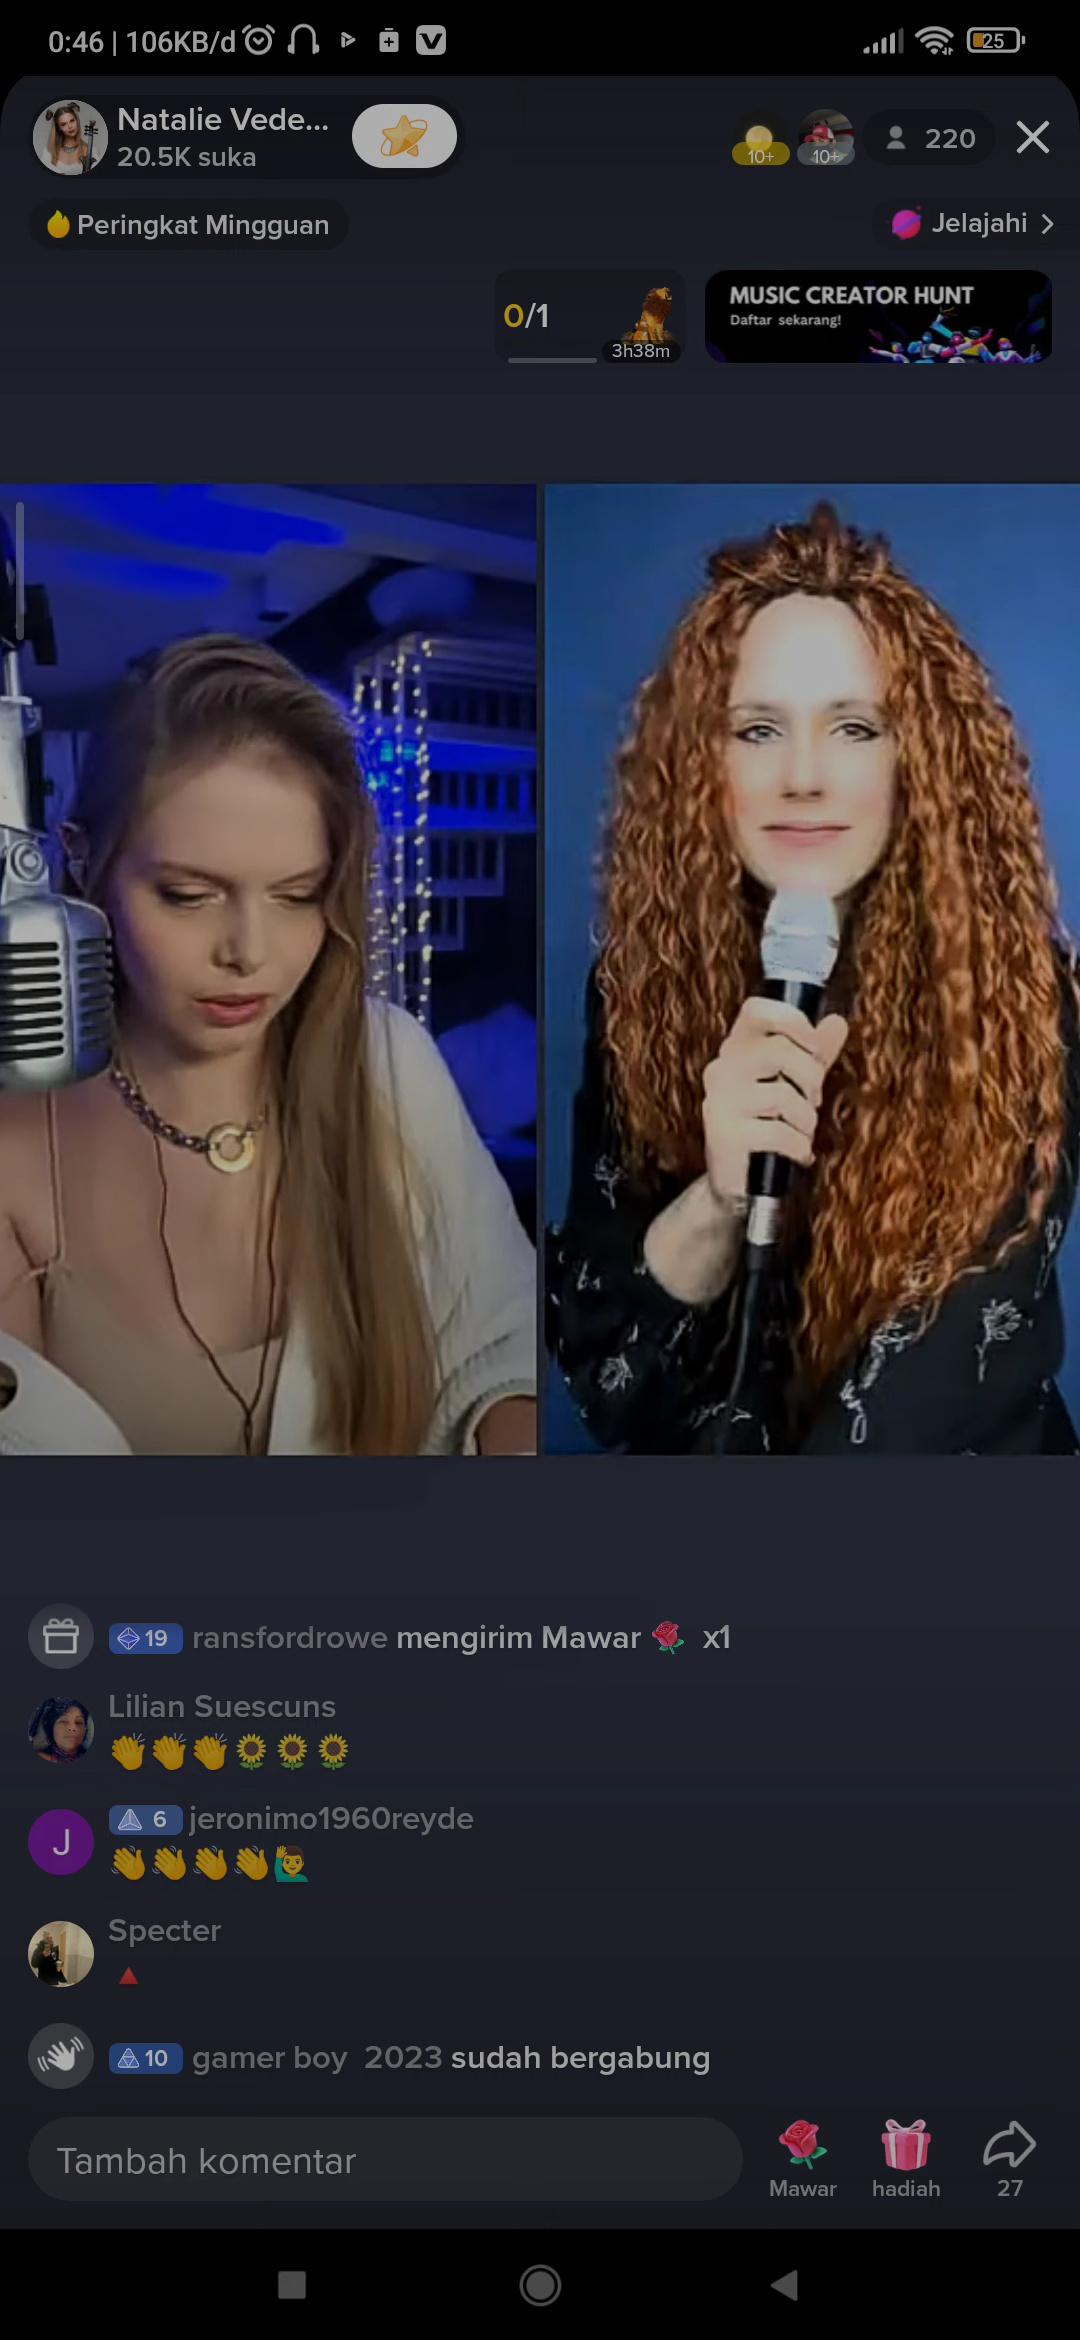 0:46 | 106KB/d
25
Natalie Vede...
20.5K suka
10+
10+
220
Peringkat Mingguan
Jelajahi
0/1
3h38m
MUSIC CREATOR HUNT
Daftar sekarang!
19 ransfordrowe mengirim Mawar 🌹 x1
Lilian Suescuns
👏👏👏🌻🌻🌻
J
6 jeronimo1960reyde
👋👋👋👋🙋‍♂️
Specter
🔺
10 gamer boy 2023 sudah bergabung
Tambah komentar
Mawar
hadiah
27